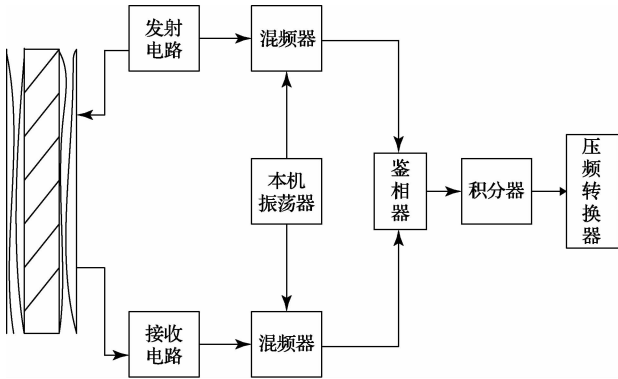 发射
电路
混频器
本机
振荡器
鉴
相
器
积分器
压
频
转
换
器
接收
电路
混频器